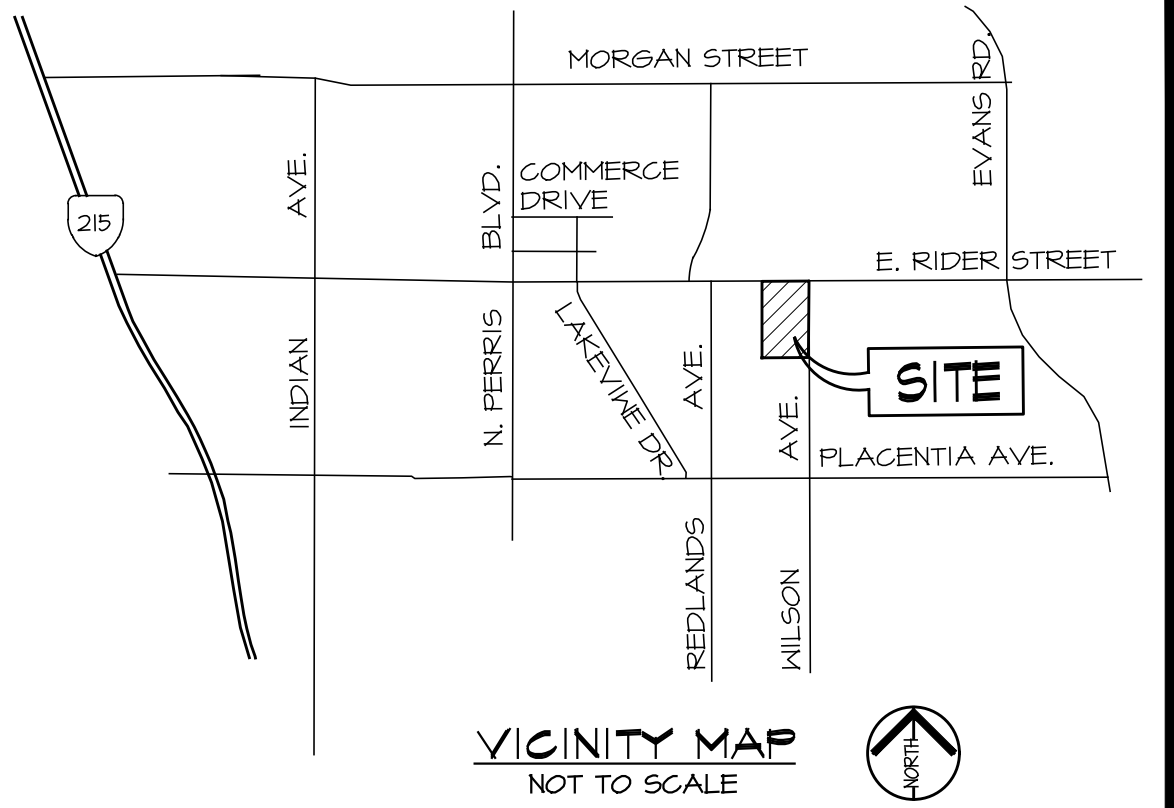 MORGAN STREET
EVANS RD.
COMMERCE
DRIVE
INDIAN AVE.
N. PERRIS BLVD.
215
E. RIDER STREET
LAKEVIWE DR.
REDLANDS AVE.
WILSON AVE.
SITE
PLACENTIA AVE.
VICINITY MAP
NOT TO SCALE
NORTH